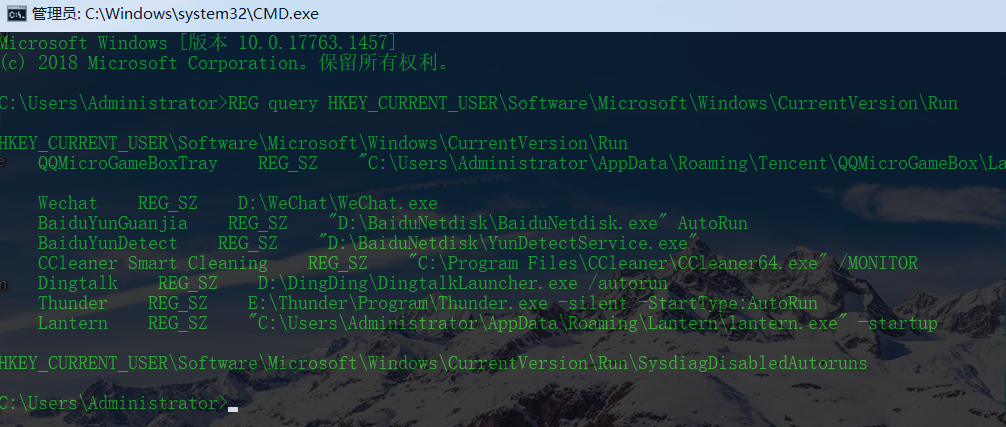 管理员: C:\Windows\system32\CMD.exe
Microsoft Windows [版本 10.0.17763.1457]
(c) 2018 Microsoft Corporation。保留所有权利。
C:\Users\Administrator>REG query HKEY_CURRENT_USER\Software\Microsoft\Windows\CurrentVersion\Run
HKEY_CURRENT_USER\Software\Microsoft\Windows\CurrentVersion\Run
QQMicroGameBoxTray REG_SZ "C:\Users\Administrator\AppData\Roaming\Tencent\QQMicroGameBox\La
Wechat REG_SZ D:\WeChat\WeChat.exe
BaiduYunGuanjia REG_SZ "D:\BaiduNetdisk\BaiduNetdisk.exe" AutoRun
BaiduYunDetect REG_SZ "D:\BaiduNetdisk\YunDetectService.exe"
CCleaner Smart Cleaning REG_SZ "C:\Program Files\CCleaner\CCleaner64.exe" /MONITOR
Dingtalk REG_SZ D:\DingDing\DingtalkLauncher.exe /autorun
Thunder REG_SZ E:\Thunder\Program\Thunder.exe -silent -StartType:AutoRun
Lantern REG_SZ "C:\Users\Administrator\AppData\Roaming\Lantern\lantern.exe" -startup
HKEY_CURRENT_USER\Software\Microsoft\Windows\CurrentVersion\Run\SysdiagDisabledAutoruns
C:\Users\Administrator>